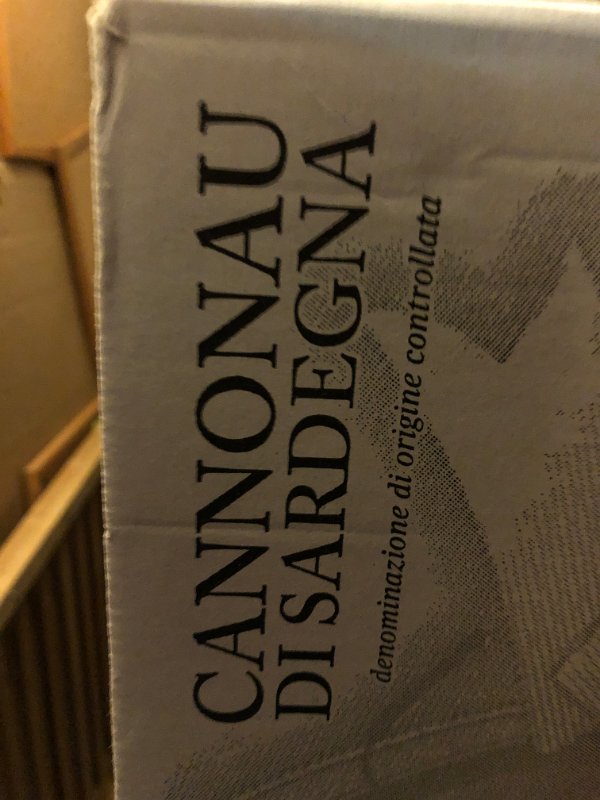 CANNONAU
DI SARDEGNA
denominazione di origine controllata